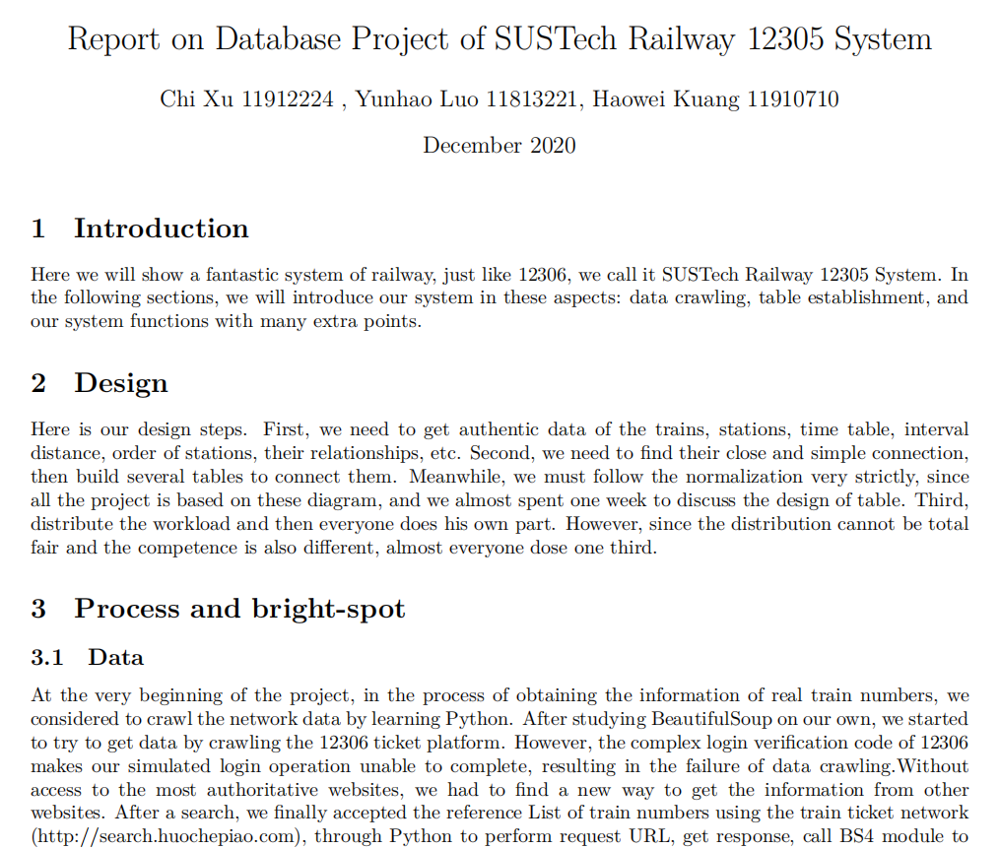 Report on Database Project of SUSTech Railway 12305 System
Chi Xu 11912224 , Yunhao Luo 11813221, Haowei Kuang 11910710
December 2020
1 Introduction
Here we will show a fantastic system of railway, just like 12306, we call it SUSTech Railway 12305 System. In
the following sections, we will introduce our system in these aspects: data crawling, table establishment, and
our system functions with many extra points.
2 Design
Here is our design steps. First, we need to get authentic data of the trains, stations, time table, interval
distance, order of stations, their relationships, etc. Second, we need to find their close and simple connection,
then build several tables to connect them. Meanwhile, we must follow the normalization very strictly, since
all the project is based on these diagram, and we almost spent one week to discuss the design of table. Third,
distribute the workload and then everyone does his own part. However, since the distribution cannot be total
fair and the competence is also different, almost everyone dose one third.
3 Process and bright-spot
3.1 Data
At the very beginning of the project, in the process of obtaining the information of real train numbers, we
considered to crawl the network data by learning Python. After studying BeautifulSoup on our own, we started
to try to get data by crawling the 12306 ticket platform. However, the complex login verification code of 12306
makes our simulated login operation unable to complete, resulting in the failure of data crawling.Without
access to the most authoritative websites, we had to find a new way to get the information from other
websites. After a search, we finally accepted the reference List of train numbers using the train ticket network
(http://search.huochepiao.com), through Python to perform request URL, get response, call BS4 module to